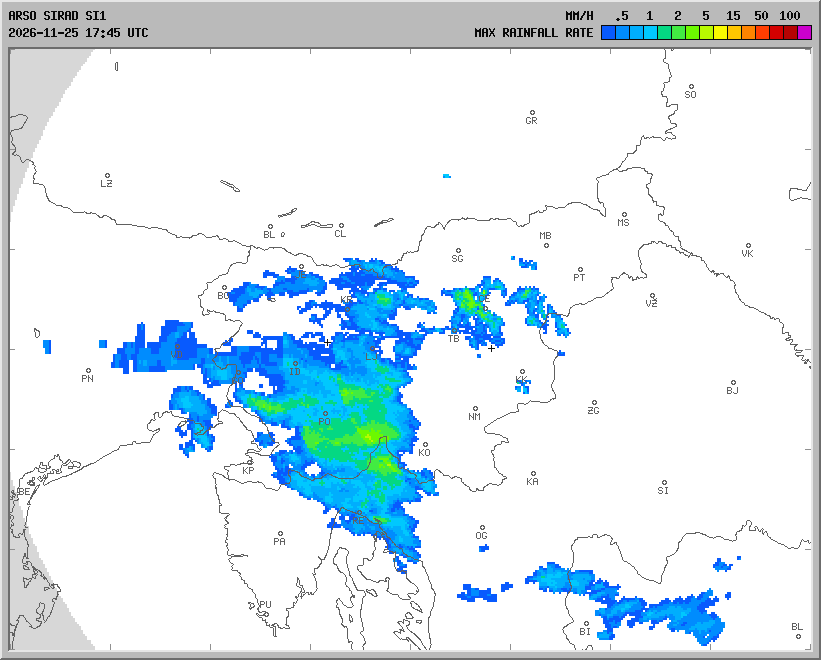 ARSO SIRAD SI1
2026-11-25 17:45 UTC
MM/H .5 1 2 5 15 50 100
MAX RAINFALL RATE
SO
GR
LZ
MS
BL
CL
MB
SG
VK
PT
BO
KR
VŽ
TB
LJ
PN
ID
KK
BJ
NM
ZG
PO
KO
KP
KA
BE
SI
OG
PA
PU
BI
BL